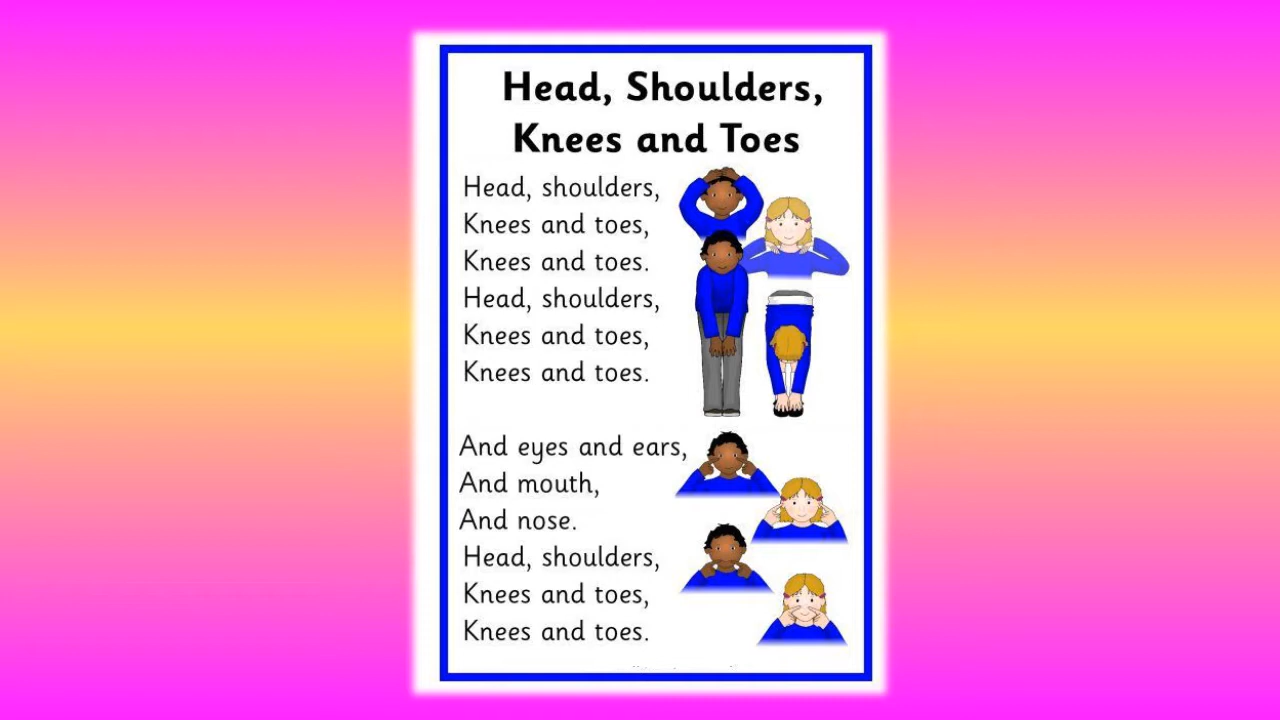 Head, Shoulders,
Knees and Toes
Head, shoulders,
Knees and toes,
Knees and toes.
Head, shoulders,
Knees and toes,
Knees and toes.
And eyes and ears,
And mouth,
And nose.
Head, shoulders,
Knees and toes,
Knees and toes.